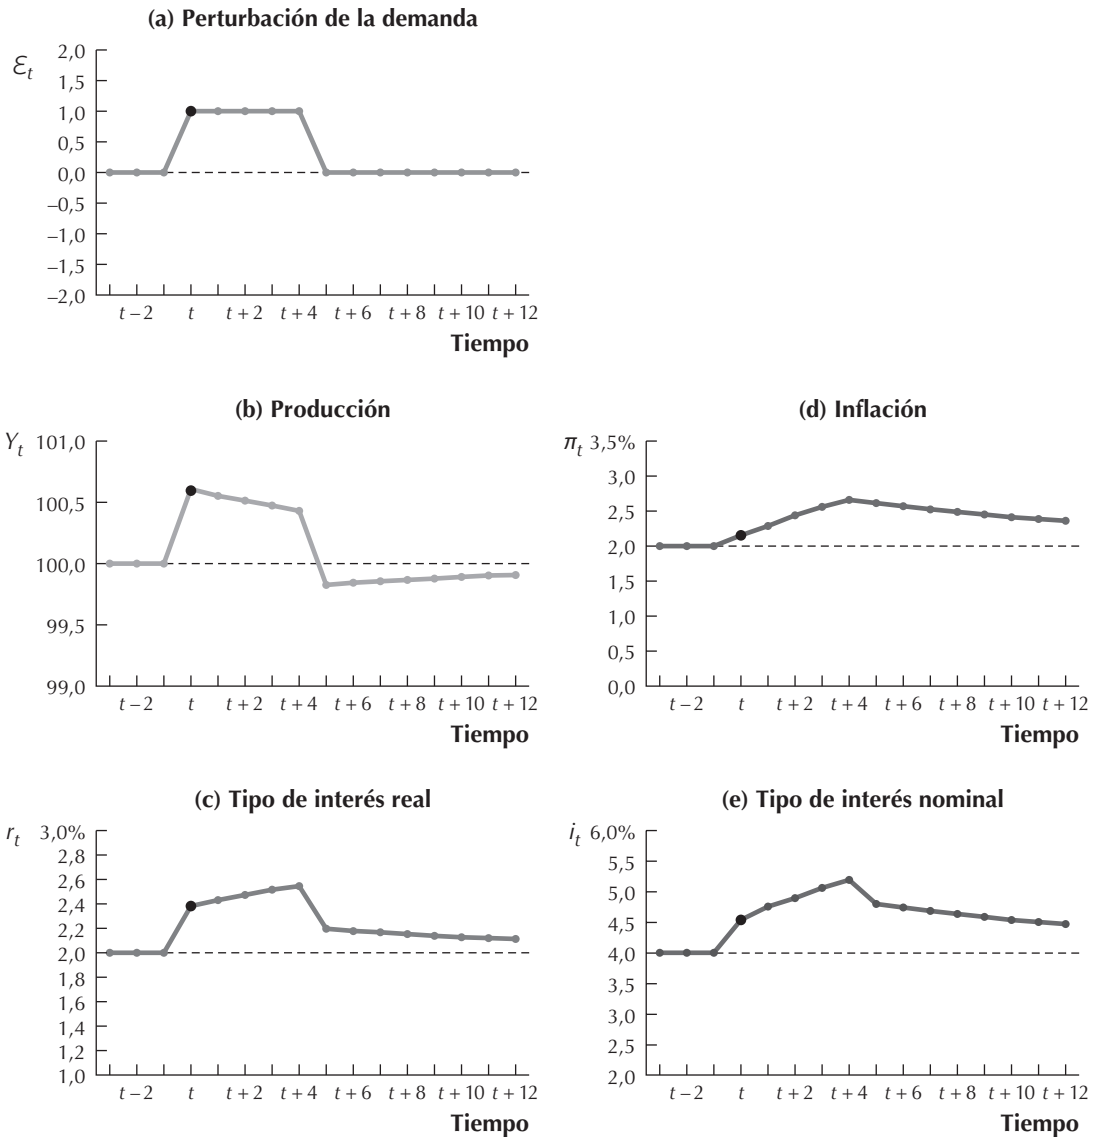 (a) Perturbación de la demanda
Ɛt
2,0
1,5
1,0
0,5
0,0
–0,5
–1,0
–1,5
–2,0
t – 2 t t + 2 t + 4 t + 6 t + 8 t + 10 t + 12
Tiempo
(b) Producción
Yt 101,0
100,5
100,0
99,5
99,0
t – 2 t t + 2 t + 4 t + 6 t + 8 t + 10 t + 12
Tiempo
(d) Inflación
πt 3,5%
3,0
2,5
2,0
1,5
1,0
0,5
0,0
t – 2 t t + 2 t + 4 t + 6 t + 8 t + 10 t + 12
Tiempo
(c) Tipo de interés real
rt 3,0%
2,8
2,6
2,4
2,2
2,0
1,8
1,6
1,4
1,2
1,0
t – 2 t t + 2 t + 4 t + 6 t + 8 t + 10 t + 12
Tiempo
(e) Tipo de interés nominal
it 6,0%
5,5
5,0
4,5
4,0
3,5
3,0
2,5
2,0
t – 2 t t + 2 t + 4 t + 6 t + 8 t + 10 t + 12
Tiempo